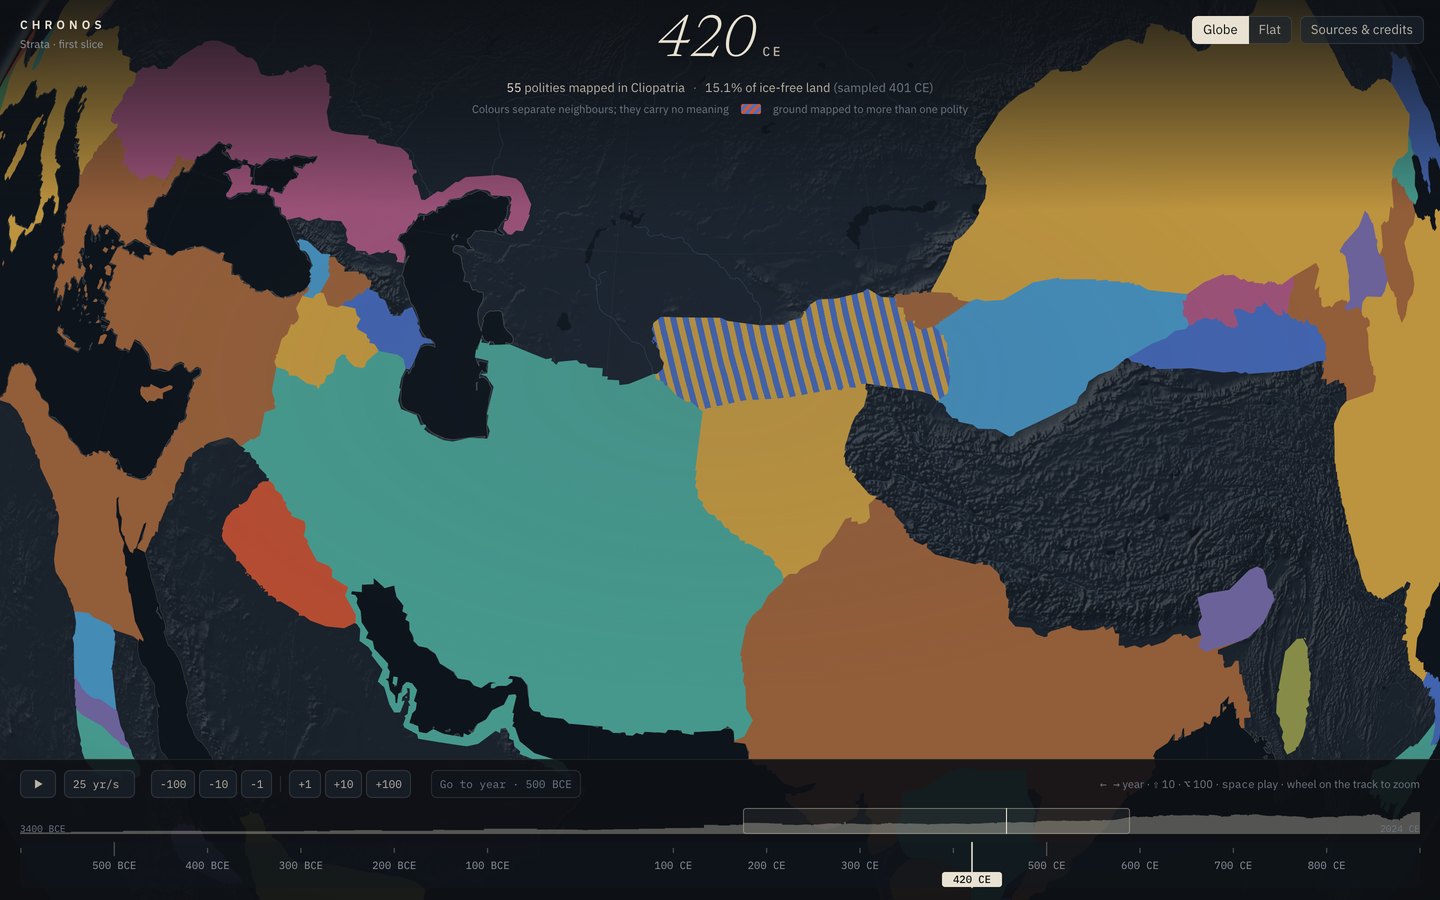 CHRONOS
Strata · first slice
420 CE
55 polities mapped in Cliopatria · 15.1% of ice-free land (sampled 401 CE)
Colours separate neighbours; they carry no meaning ground mapped to more than one polity
Globe Flat Sources & credits
25 yr/s -100 -10 -1 +1 +10 +100 Go to year · 500 BCE
← → year · ⇧ 10 · ⌥ 100 · space play · wheel on the track to zoom
3400 BCE 2024 CE
500 BCE 400 BCE 300 BCE 200 BCE 100 BCE 100 CE 200 CE 300 CE 500 CE 600 CE 700 CE 800 CE
420 CE